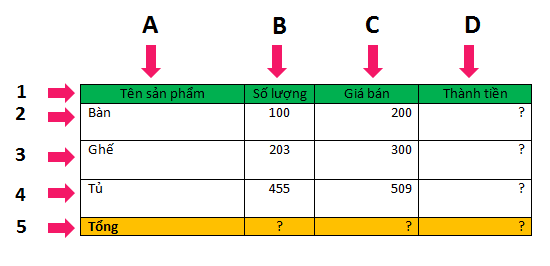 A B C D
1 Tên sản phẩm Số lượng Giá bán Thành tiền
2 Bàn 100 200 ?
3 Ghế 203 300 ?
4 Tủ 455 509 ?
5 Tổng ? ? ?